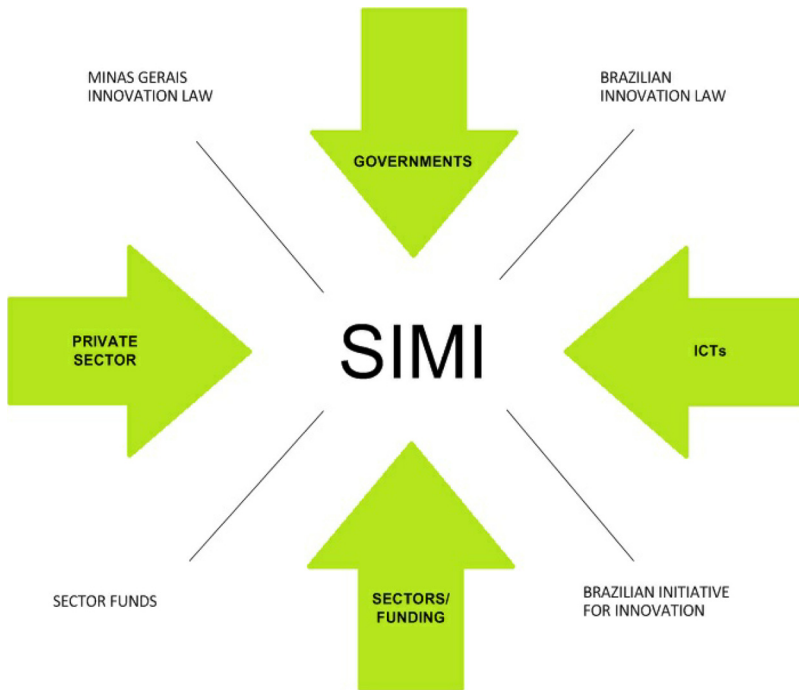 MINAS GERAIS
INNOVATION LAW
BRAZILIAN
INNOVATION LAW
GOVERNMENTS
PRIVATE
SECTOR
SIMI
ICTs
SECTOR FUNDS
SECTORS/
FUNDING
BRAZILIAN INITIATIVE
FOR INNOVATION